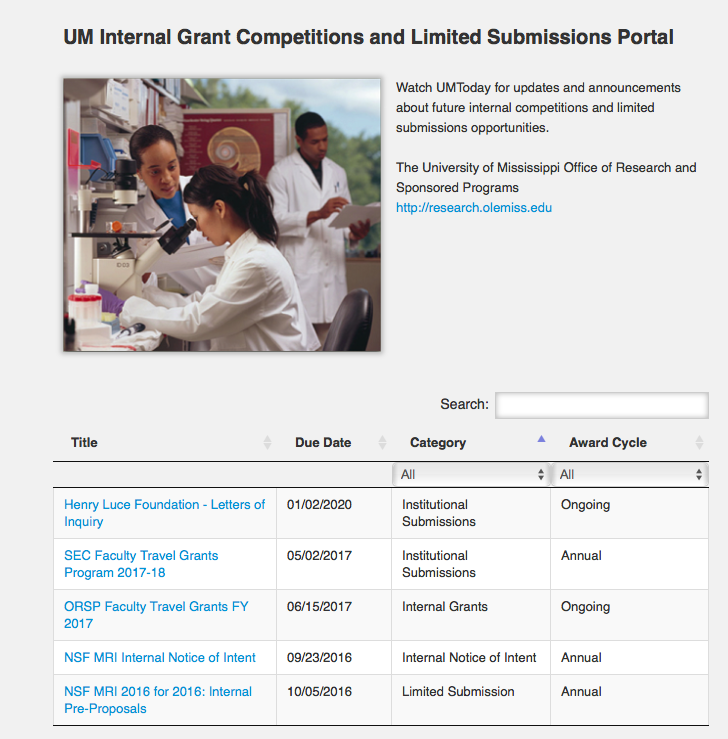 UM Internal Grant Competitions and Limited Submissions Portal
Watch UMToday for updates and announcements
about future internal competitions and limited
submissions opportunities.
The University of Mississippi Office of Research and
Sponsored Programs
http://research.olemiss.edu
Search:
Title Due Date Category Award Cycle
All All
Henry Luce Foundation - Letters of Inquiry 01/02/2020 Institutional Submissions Ongoing
SEC Faculty Travel Grants Program 2017-18 05/02/2017 Institutional Submissions Annual
ORSP Faculty Travel Grants FY 2017 06/15/2017 Internal Grants Ongoing
NSF MRI Internal Notice of Intent 09/23/2016 Internal Notice of Intent Annual
NSF MRI 2016 for 2016: Internal Pre-Proposals 10/05/2016 Limited Submission Annual